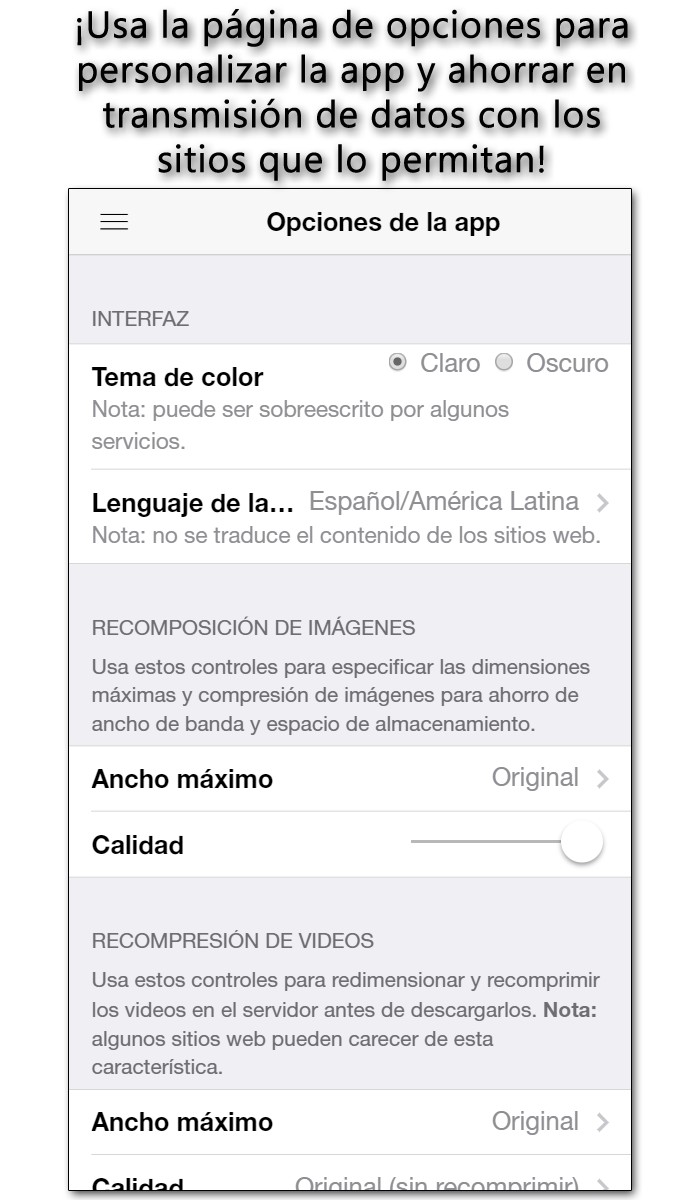 ¡Usa la página de opciones para
personalizar la app y ahorrar en
transmisión de datos con los
sitios que lo permitan!
Opciones de la app
INTERFAZ
Tema de color Claro Oscuro
Nota: puede ser sobreescrito por algunos
servicios.
Lenguaje de la... Español/América Latina
Nota: no se traduce el contenido de los sitios web.
RECOMPOSICIÓN DE IMÁGENES
Usa estos controles para especificar las dimensiones
máximas y compresión de imágenes para ahorro de
ancho de banda y espacio de almacenamiento.
Ancho máximo Original
Calidad
RECOMPRESIÓN DE VIDEOS
Usa estos controles para redimensionar y recomprimir
los videos en el servidor antes de descargarlos. Nota:
algunos sitios web pueden carecer de esta
característica.
Ancho máximo Original
Calidad Original (sin recomprimir)